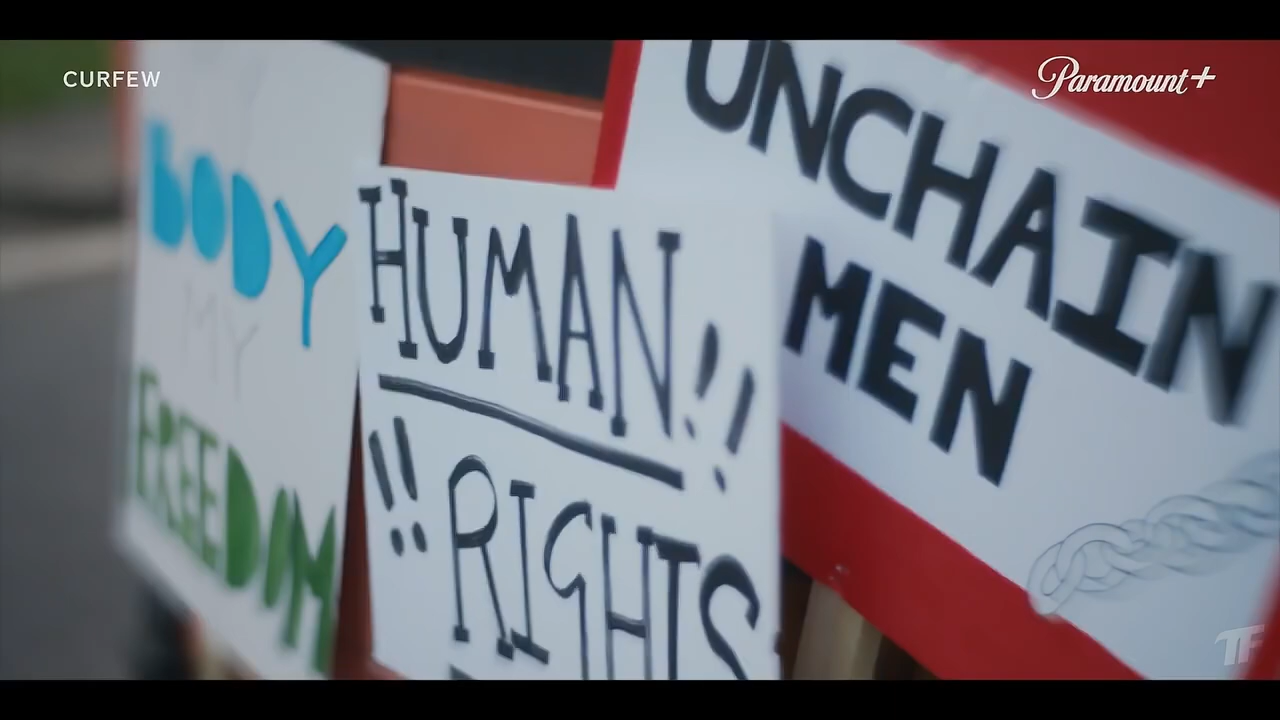 CURFEW
Paramount+
BODY
MY
FREEDOM
HUMAN!!
!! RIGHTS
UNCHAIN
MEN
TF